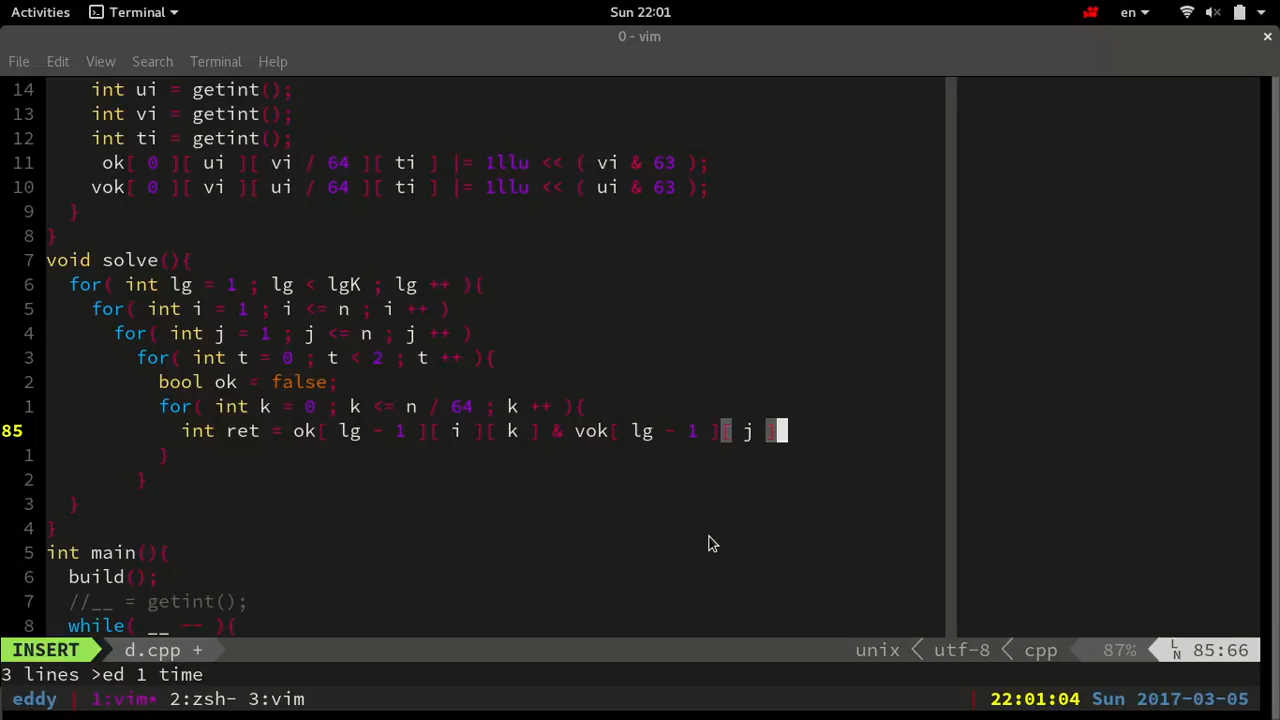 Activities Terminal Sun 22:01 en
0 - vim ×
File Edit View Search Terminal Help
14 int ui = getint();
13 int vi = getint();
12 int ti = getint();
11 ok[ 0 ][ ui ][ vi / 64 ][ ti ] |= 1llu << ( vi & 63 );
10 vok[ 0 ][ vi ][ ui / 64 ][ ti ] |= 1llu << ( ui & 63 );
9 }
8 }
7 void solve(){
6 for( int lg = 1 ; lg < lgK ; lg ++ ){
5 for( int i = 1 ; i <= n ; i ++ )
4 for( int j = 1 ; j <= n ; j ++ )
3 for( int t = 0 ; t < 2 ; t ++ ){
2 bool ok = false;
1 for( int k = 0 ; k <= n / 64 ; k ++ ){
85 int ret = ok[ lg - 1 ][ i ][ k ] & vok[ lg - 1 ][ j ]
1 }
2 }
3 }
4 }
5 int main(){
6 build();
7 //__ = getint();
8 while( __ -- ){
INSERT d.cpp + unix utf-8 cpp 87% LN 85:66
3 lines >ed 1 time
eddy 1:vim* 2:zsh- 3:vim 22:01:04 Sun 2017-03-05